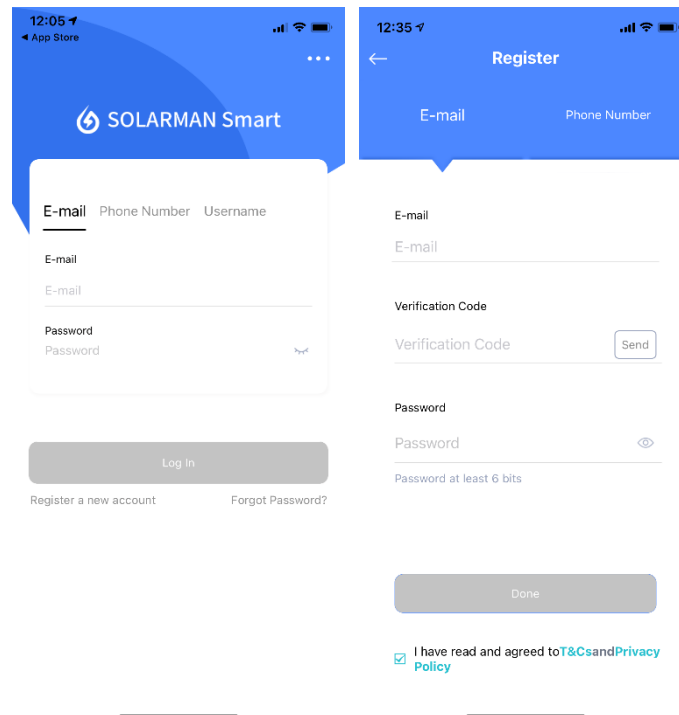 12:05
App Store
SOLARMAN Smart
E-mail Phone Number Username
E-mail
E-mail
Password
Password
Log In
Register a new account Forgot Password?
12:35
Register
E-mail Phone Number
E-mail
E-mail
Verification Code
Verification Code Send
Password
Password
Password at least 6 bits
Done
I have read and agreed toT&CsandPrivacy
Policy